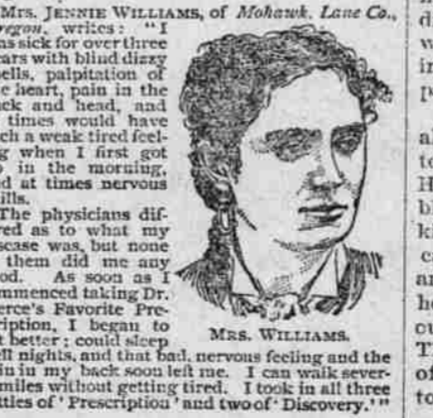 Mrs. Jennie Williams, of Mohawk, Lane Co.,
regon, writes: "I
as sick for over three
ears with blind dizzy
ells, palpitation of
e heart, pain in the
ck and head, and
times would have
ch a weak tired feel-
g when I first got
p in the morning,
d at times nervous
ills.
The physicians dif-
red as to what my
sease was, but none
them did me any
od. As soon as I
mmenced taking Dr.
erce's Favorite Pre-
ription, I began to
t better; could sleep
ll nights, and that bad, nervous feeling and the
in in my back soon left me. I can walk sever-
miles without getting tired. I took in all three
ttles of 'Prescription' and two of 'Discovery.'"
Mrs. Williams.